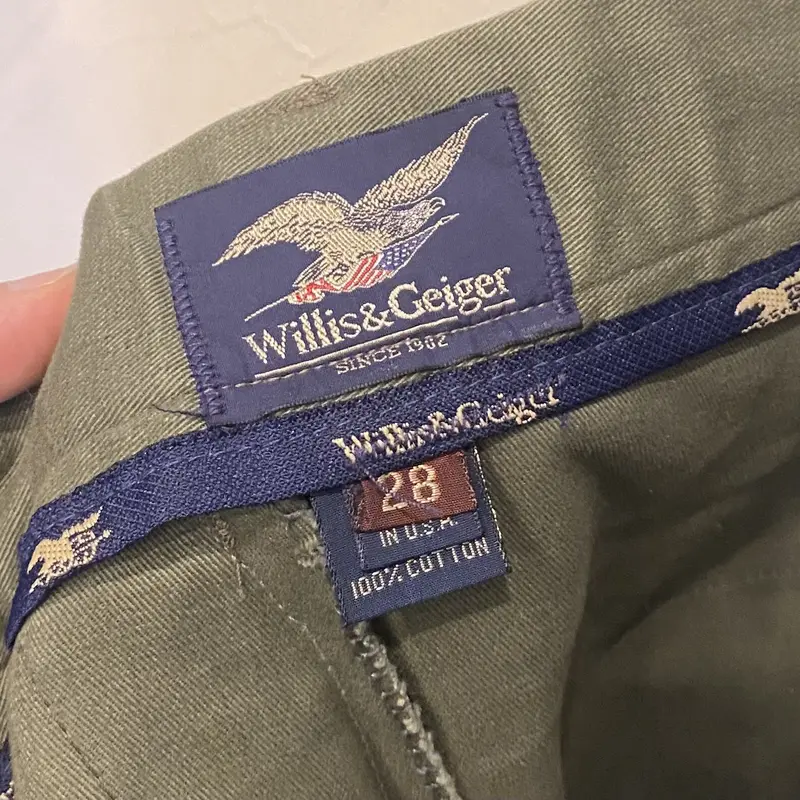 Willis&Geiger
SINCE 1902
Willis&Geiger
28
IN U.S.A.
100% COTTON